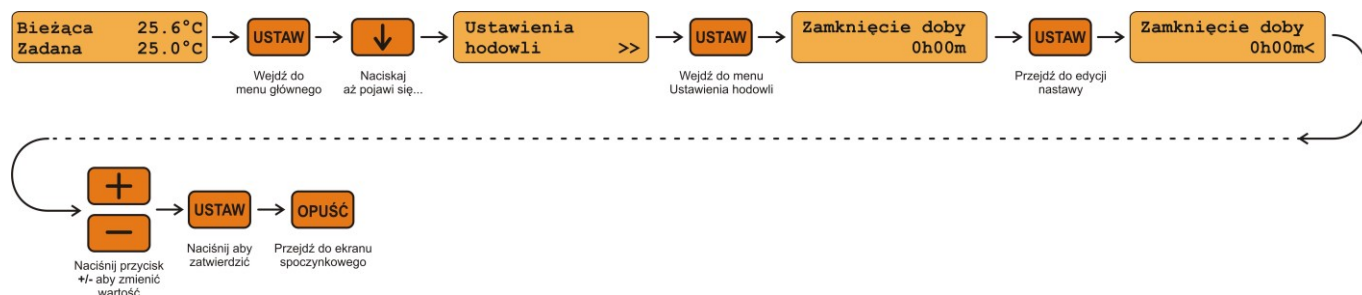 Bieżąca 25.6°C
Zadana 25.0°C
USTAW
Wejdź do
menu głównego
Naciskaj
aż pojawi się...
Ustawienia
hodowli >>
USTAW
Wejdź do menu
Ustawienia hodowli
Zamknięcie doby
0h00m
USTAW
Przejdź do edycji
nastawy
Zamknięcie doby
0h00m<
+
−
Naciśnij przycisk
+/- aby zmienić
wartość
USTAW
Naciśnij aby
zatwierdzić
OPUŚĆ
Przejdź do ekranu
spoczynkowego